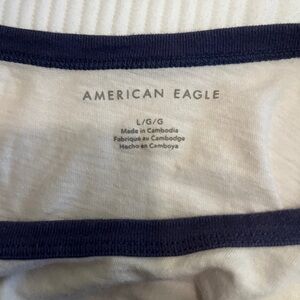 AMERICAN EAGLE
L/G/G
Made in Cambodia
Fabriqué au Cambodge
Hecho en Camboya